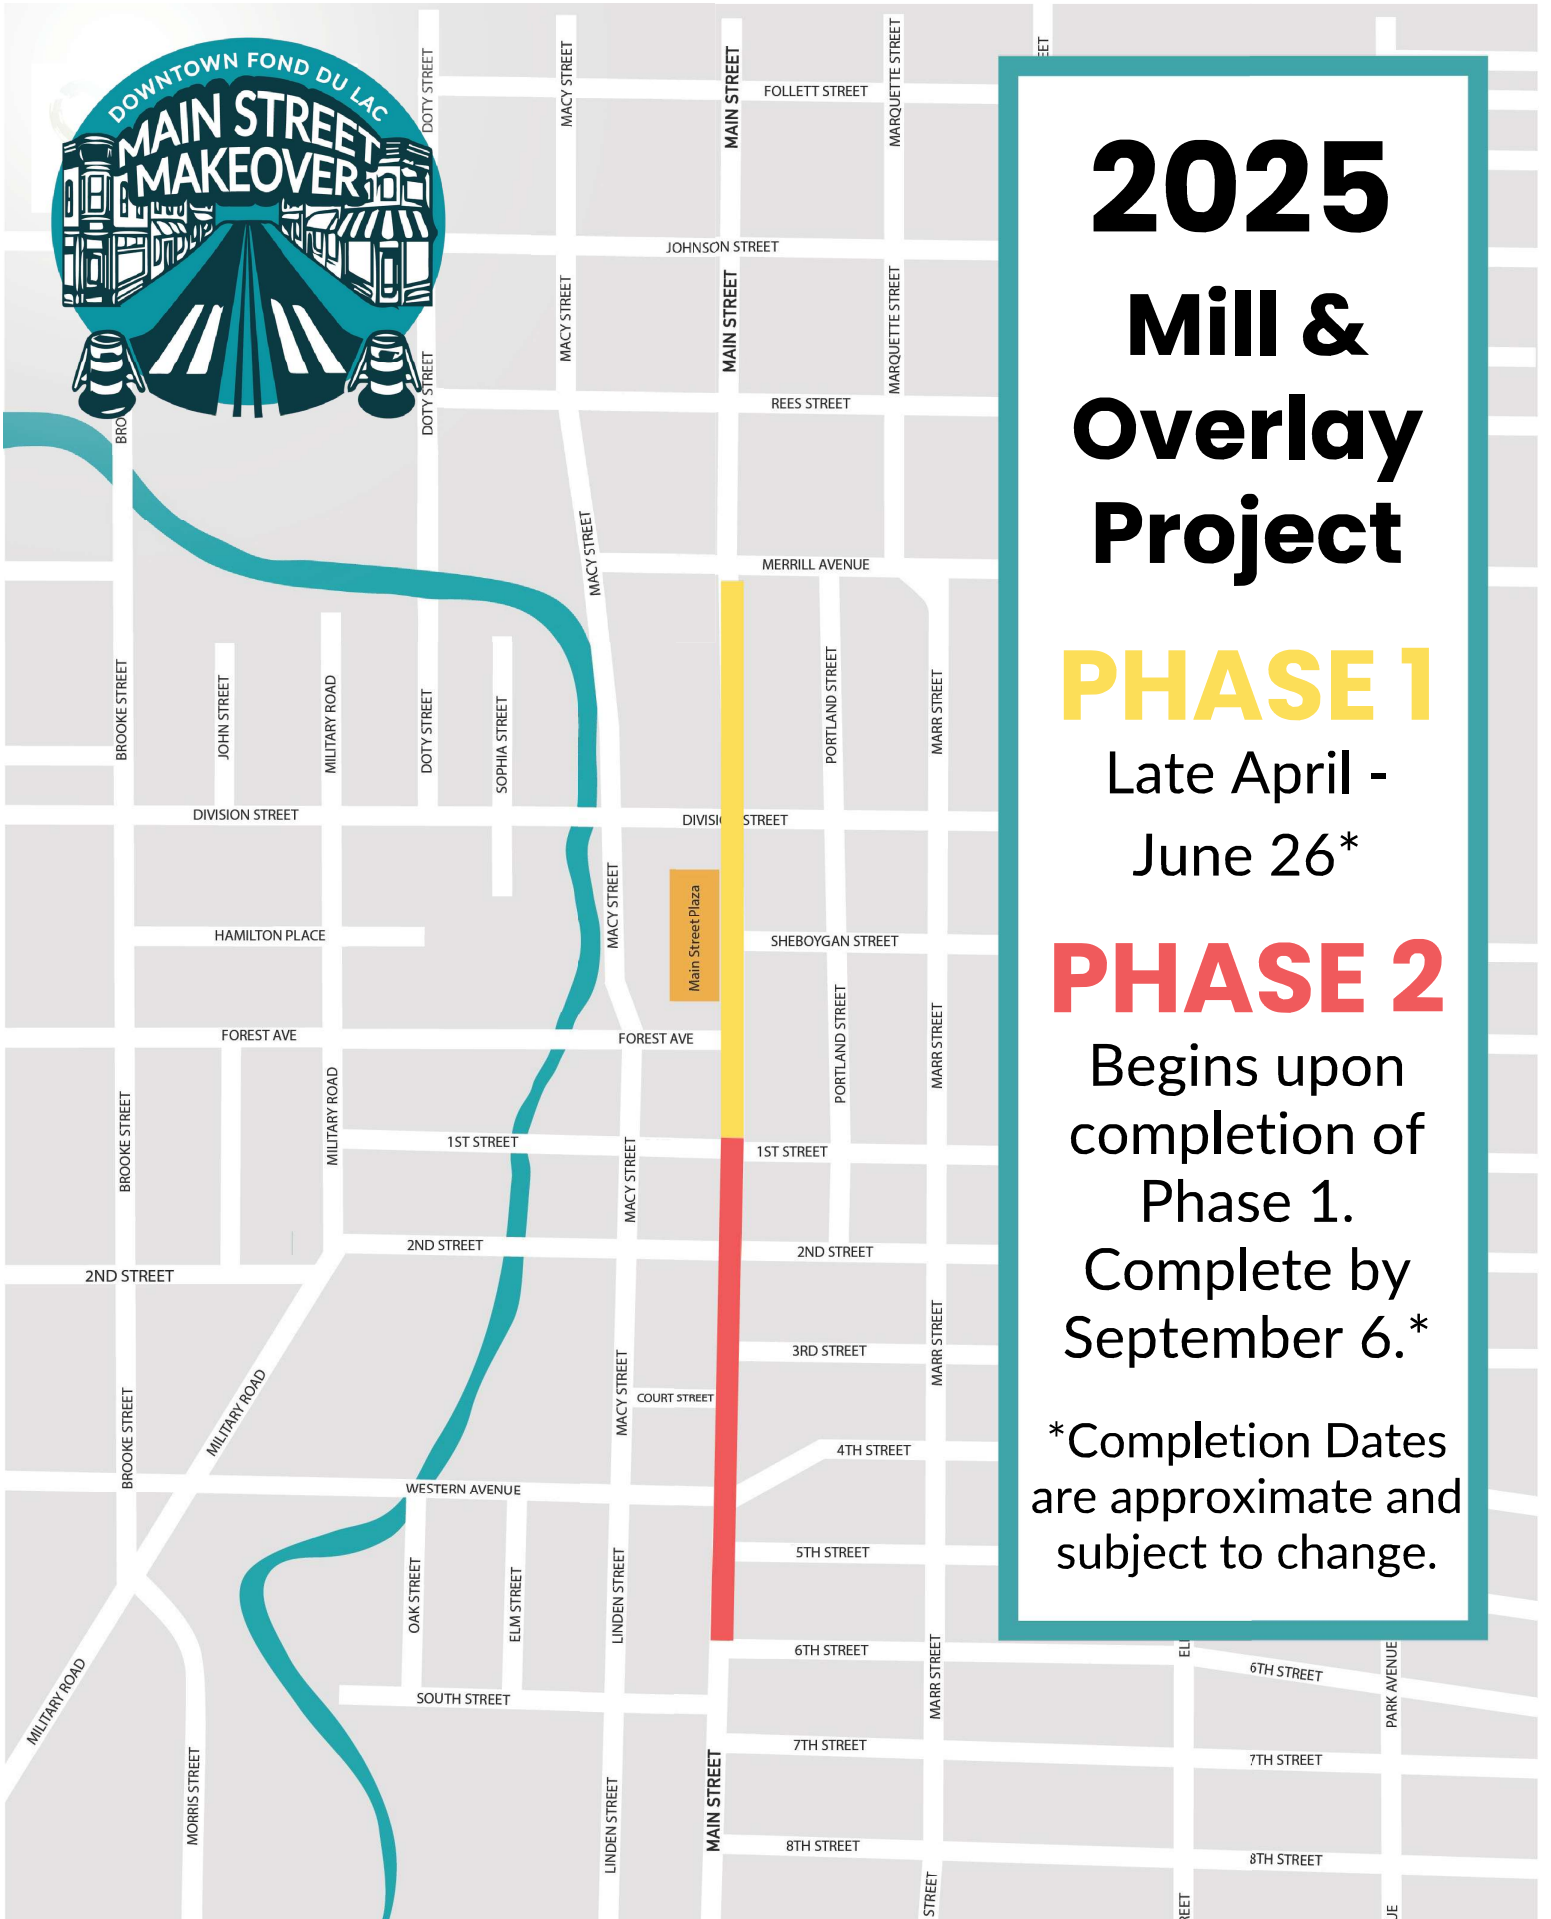 DOWNTOWN FOND DU LAC
MAIN STREET
MAKEOVER
2025
Mill &
Overlay
Project
PHASE 1
Late April -
June 26*
PHASE 2
Begins upon
completion of
Phase 1.
Complete by
September 6.*
*Completion Dates
are approximate and
subject to change.
DOTY STREET
MACY STREET
MAIN STREET
MARQUETTE STREET
EET
FOLLETT STREET
JOHNSON STREET
MACY STREET
MAIN STREET
MARQUETTE STREET
DOTY STREET
REES STREET
BRO
MACY STREET
MERRILL AVENUE
BROOKE STREET
JOHN STREET
MILITARY ROAD
DOTY STREET
SOPHIA STREET
PORTLAND STREET
MARR STREET
DIVISION STREET
DIVISI STREET
MACY STREET
Main Street Plaza
HAMILTON PLACE
SHEBOYGAN STREET
FOREST AVE
FOREST AVE
PORTLAND STREET
MARR STREET
BROOKE STREET
MILITARY ROAD
1ST STREET
1ST STREET
MACY STREET
2ND STREET
2ND STREET
2ND STREET
3RD STREET
MARR STREET
MILITARY ROAD
MACY STREET
COURT STREET
BROOKE STREET
4TH STREET
WESTERN AVENUE
5TH STREET
OAK STREET
ELM STREET
LINDEN STREET
6TH STREET
MARR STREET
EL
6TH STREET
PARK AVENUE
MILITARY ROAD
SOUTH STREET
7TH STREET
7TH STREET
MORRIS STREET
LINDEN STREET
MAIN STREET
8TH STREET
8TH STREET
STREET
REET
UE